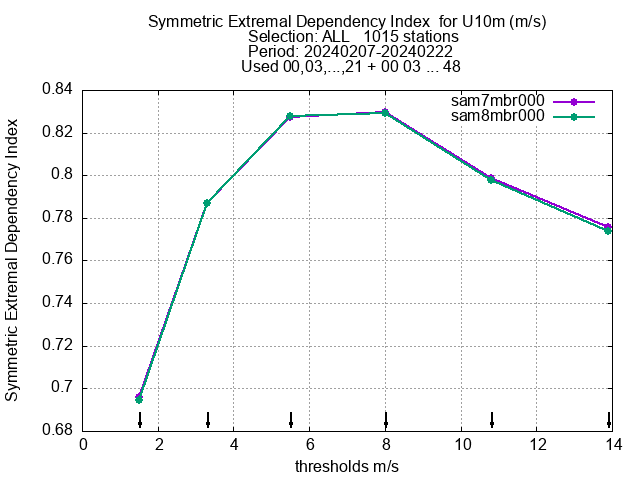 Symmetric Extremal Dependency Index  for U10m (m/s)
Selection: ALL   1015 stations
Period: 20240207-20240222
Used 00,03,...,21 + 00 03 ... 48
sam7mbr000
sam8mbr000
Symmetric Extremal Dependency Index
0.84
0.82
0.8
0.78
0.76
0.74
0.72
0.7
0.68
0 2 4 6 8 10 12 14
thresholds m/s